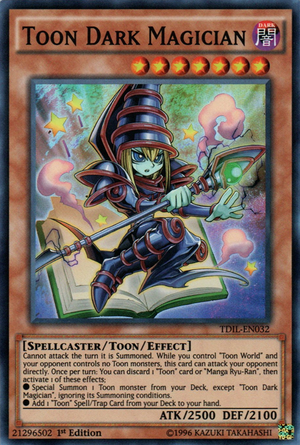 TOON DARK MAGICIAN
DARK
闇
TDIL-EN032
[SPELLCASTER/TOON/EFFECT]
Cannot attack the turn it is Summoned. While you control "Toon World" and
your opponent controls no Toon monsters, this card can attack your opponent
directly. Once per turn: You can discard 1 "Toon" card or "Manga Ryu-Ran", then
activate 1 of these effects;
● Special Summon 1 Toon monster from your Deck, except "Toon Dark
Magician", ignoring its Summoning conditions.
● Add 1 "Toon" Spell/Trap Card from your Deck to your hand.
ATK/2500 DEF/2100
21296502 1st Edition ©1996 KAZUKI TAKAHASHI